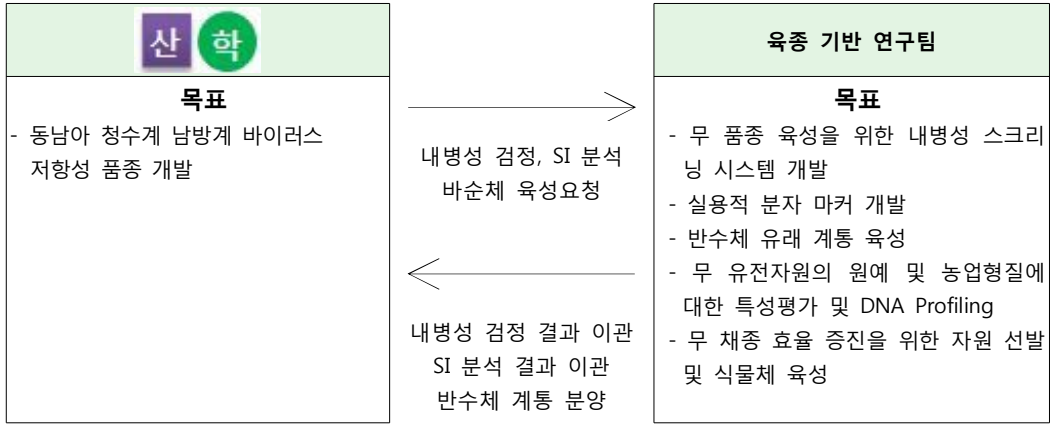 산 학
목표
- 동남아 청수계 남방계 바이러스
저항성 품종 개발
내병성 검정, SI 분석
바순체 육성요청
내병성 검정 결과 이관
SI 분석 결과 이관
반수체 계통 분양
육종 기반 연구팀
목표
- 무 품종 육성을 위한 내병성 스크리
닝 시스템 개발
- 실용적 분자 마커 개발
- 반수체 유래 계통 육성
- 무 유전자원의 원예 및 농업형질에
대한 특성평가 및 DNA Profiling
- 무 채종 효율 증진을 위한 자원 선발
및 식물체 육성